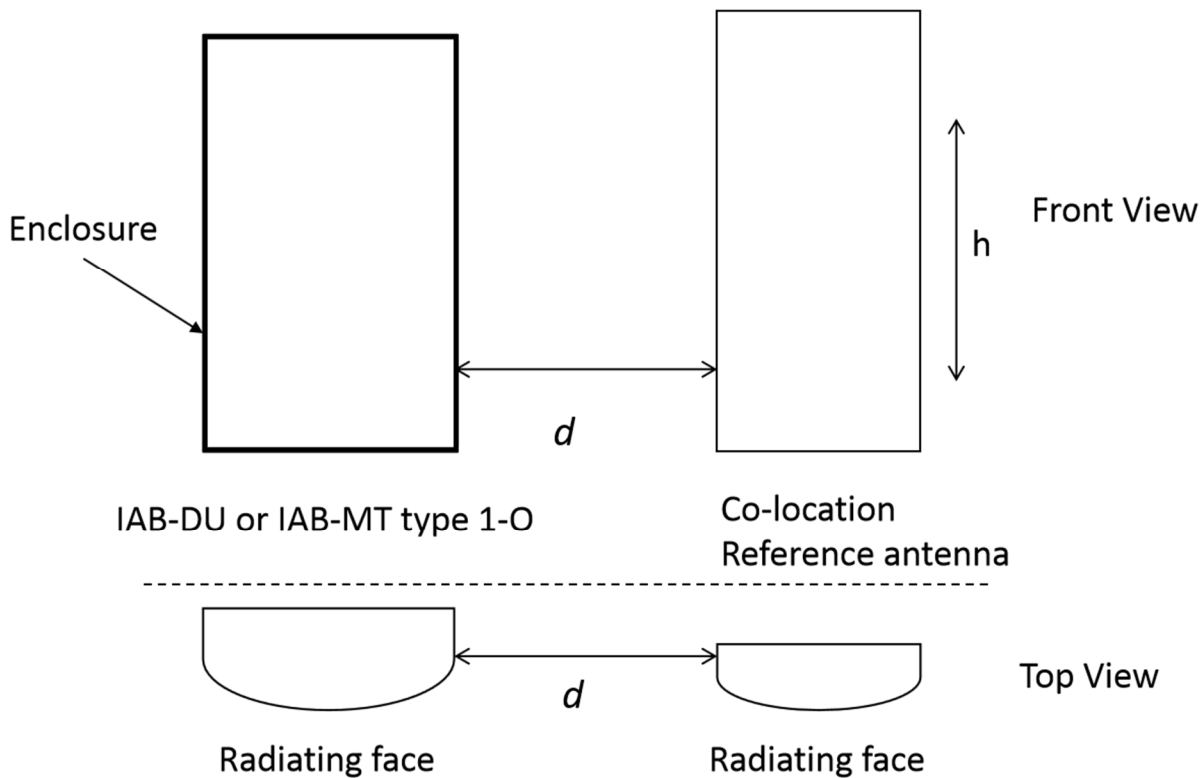 Front View
Enclosure
h
d
IAB-DU or IAB-MT type 1-O
Co-location
Reference antenna
Top View
d
Radiating face
Radiating face